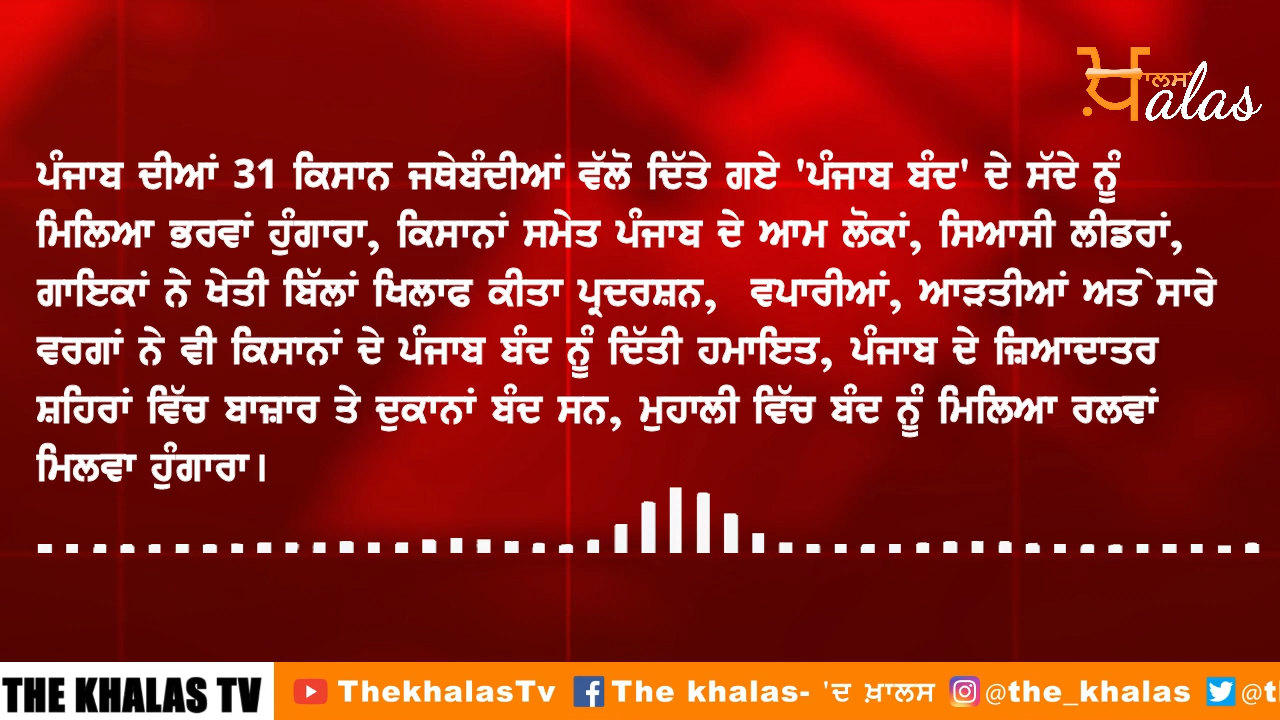 ਖ਼ਾਲਸ
alas
ਪੰਜਾਬ ਦੀਆਂ 31 ਕਿਸਾਨ ਜਥੇਬੰਦੀਆਂ ਵੱਲੋਂ ਦਿੱਤੇ ਗਏ 'ਪੰਜਾਬ ਬੰਦ' ਦੇ ਸੱਦੇ ਨੂੰ
ਮਿਲਿਆ ਭਰਵਾਂ ਹੁੰਗਾਰਾ, ਕਿਸਾਨਾਂ ਸਮੇਤ ਪੰਜਾਬ ਦੇ ਆਮ ਲੋਕਾਂ, ਸਿਆਸੀ ਲੀਡਰਾਂ,
ਗਾਇਕਾਂ ਨੇ ਖੇਤੀ ਬਿੱਲਾਂ ਖਿਲਾਫ ਕੀਤਾ ਪ੍ਰਦਰਸ਼ਨ, ਵਪਾਰੀਆਂ, ਆੜਤੀਆਂ ਅਤੇ ਸਾਰੇ
ਵਰਗਾਂ ਨੇ ਵੀ ਕਿਸਾਨਾਂ ਦੇ ਪੰਜਾਬ ਬੰਦ ਨੂੰ ਦਿੱਤੀ ਹਮਾਇਤ, ਪੰਜਾਬ ਦੇ ਜ਼ਿਆਦਾਤਰ
ਸ਼ਹਿਰਾਂ ਵਿੱਚ ਬਾਜ਼ਾਰ ਤੇ ਦੁਕਾਨਾਂ ਬੰਦ ਸਨ, ਮੁਹਾਲੀ ਵਿੱਚ ਬੰਦ ਨੂੰ ਮਿਲਿਆ ਰਲਵਾਂ
ਮਿਲਵਾ ਹੁੰਗਾਰਾ।
THE KHALAS TV ThekhalasTv The khalas- 'ਦ ਖ਼ਾਲਸ @the_khalas